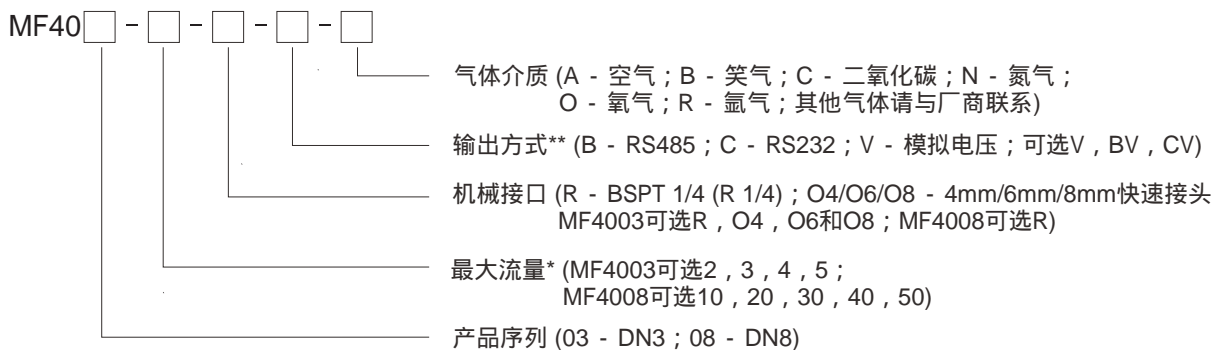 MF40□ - □ - □ - □ - □
气体介质 (A - 空气；B - 笑气；C - 二氧化碳；N - 氮气；
O - 氧气；R - 氩气；其他气体请与厂商联系)
输出方式** (B - RS485；C - RS232；V - 模拟电压；可选V，BV，CV)
机械接口 (R - BSPT 1/4 (R 1/4)；O4/O6/O8 - 4mm/6mm/8mm快速接头
MF4003可选R，O4，O6和O8；MF4008可选R)
最大流量* (MF4003可选2，3，4，5；
MF4008可选10，20，30，40，50)
产品序列 (03 - DN3；08 - DN8)